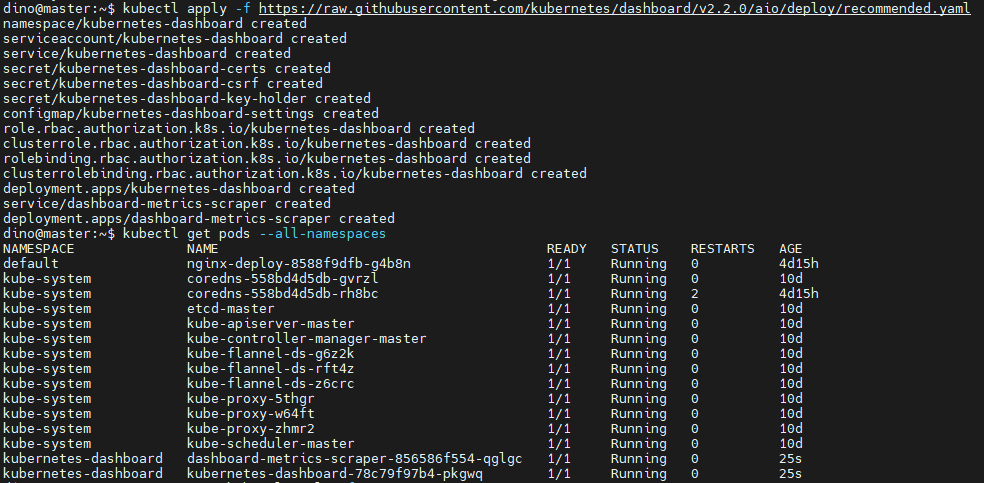 dino@master:~$ kubectl apply -f https://raw.githubusercontent.com/kubernetes/dashboard/v2.2.0/aio/deploy/recommended.yaml
namespace/kubernetes-dashboard created
serviceaccount/kubernetes-dashboard created
service/kubernetes-dashboard created
secret/kubernetes-dashboard-certs created
secret/kubernetes-dashboard-csrf created
secret/kubernetes-dashboard-key-holder created
configmap/kubernetes-dashboard-settings created
role.rbac.authorization.k8s.io/kubernetes-dashboard created
clusterrole.rbac.authorization.k8s.io/kubernetes-dashboard created
rolebinding.rbac.authorization.k8s.io/kubernetes-dashboard created
clusterrolebinding.rbac.authorization.k8s.io/kubernetes-dashboard created
deployment.apps/kubernetes-dashboard created
service/dashboard-metrics-scraper created
deployment.apps/dashboard-metrics-scraper created
dino@master:~$ kubectl get pods --all-namespaces
NAMESPACE NAME READY STATUS RESTARTS AGE
default nginx-deploy-8588f9dfb-g4b8n 1/1 Running 0 4d15h
kube-system coredns-558bd4d5db-gvrzl 1/1 Running 0 10d
kube-system coredns-558bd4d5db-rh8bc 1/1 Running 2 4d15h
kube-system etcd-master 1/1 Running 0 10d
kube-system kube-apiserver-master 1/1 Running 0 10d
kube-system kube-controller-manager-master 1/1 Running 0 10d
kube-system kube-flannel-ds-g6z2k 1/1 Running 0 10d
kube-system kube-flannel-ds-rft4z 1/1 Running 0 10d
kube-system kube-flannel-ds-z6crc 1/1 Running 0 10d
kube-system kube-proxy-5thgr 1/1 Running 0 10d
kube-system kube-proxy-w64ft 1/1 Running 0 10d
kube-system kube-proxy-zhmr2 1/1 Running 0 10d
kube-system kube-scheduler-master 1/1 Running 0 10d
kubernetes-dashboard dashboard-metrics-scraper-856586f554-qglgc 1/1 Running 0 25s
kubernetes-dashboard kubernetes-dashboard-78c79f97b4-pkgwq 1/1 Running 0 25s